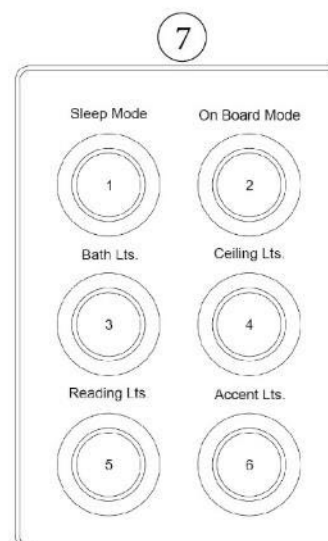 7
Sleep Mode On Board Mode
1 2
Bath Lts. Ceiling Lts.
3 4
Reading Lts Accent Lts.
5 6